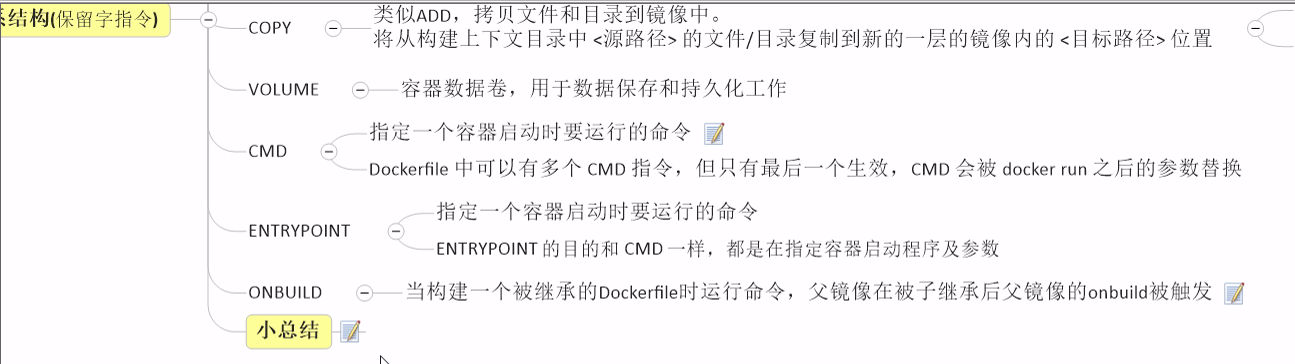 系结构(保留字指令)
COPY
类似ADD，拷贝文件和目录到镜像中。
将从构建上下文目录中 <源路径> 的文件/目录复制到新的一层的镜像内的 <目标路径> 位置
VOLUME
容器数据卷，用于数据保存和持久化工作
CMD
指定一个容器启动时要运行的命令
Dockerfile 中可以有多个 CMD 指令，但只有最后一个生效，CMD 会被 docker run 之后的参数替换
ENTRYPOINT
指定一个容器启动时要运行的命令
ENTRYPOINT 的目的和 CMD 一样，都是在指定容器启动程序及参数
ONBUILD
当构建一个被继承的Dockerfile时运行命令，父镜像在被子继承后父镜像的onbuild被触发
小总结